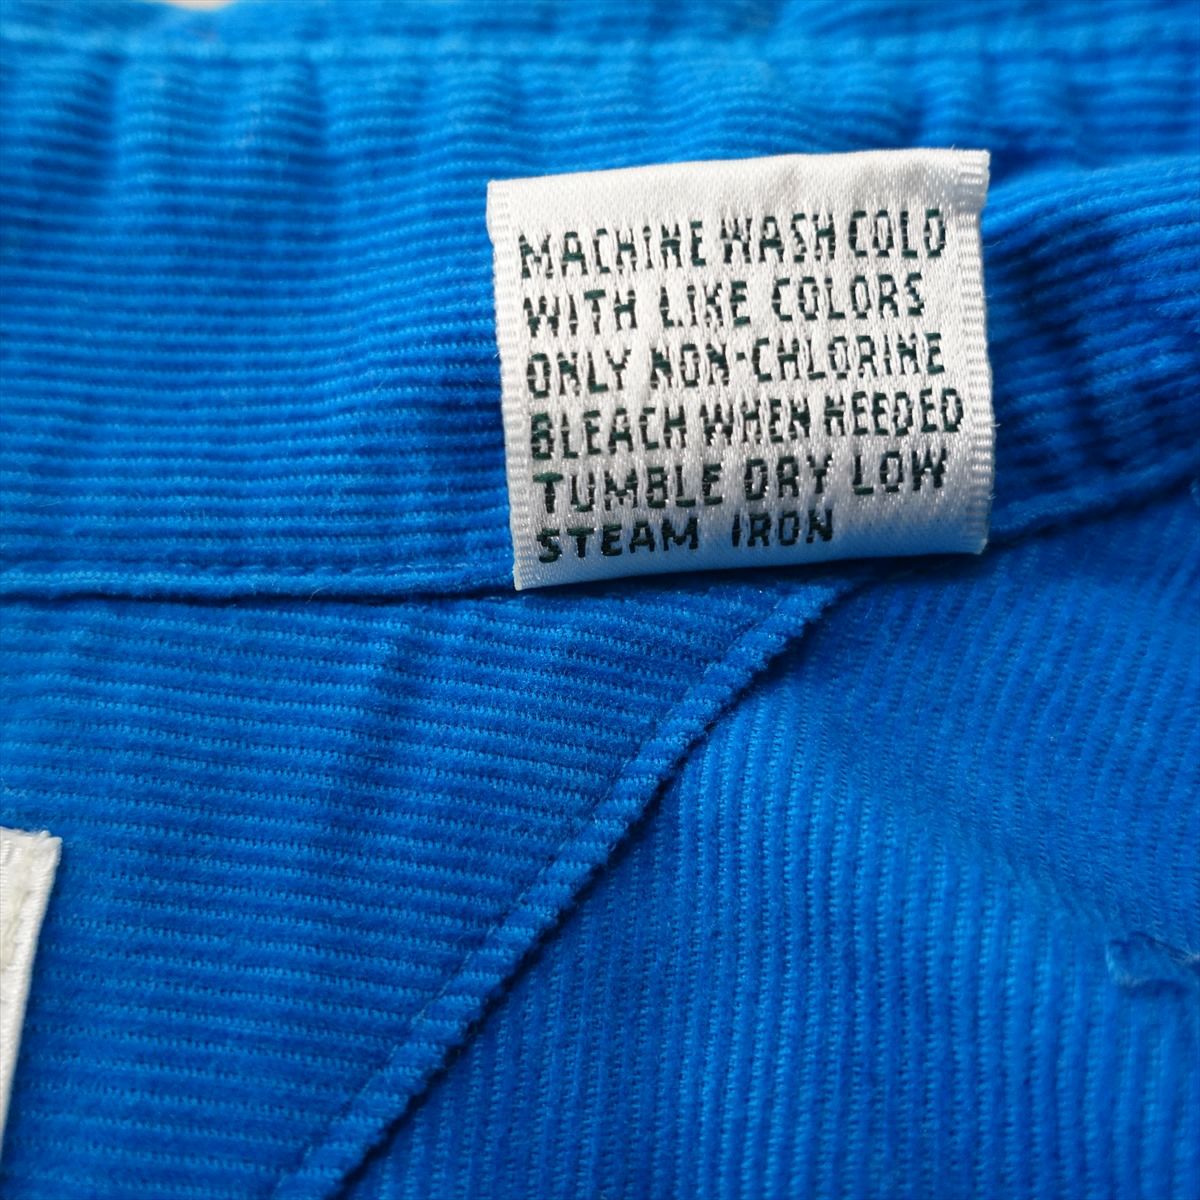 MACHINE WASH COLD
WITH LIKE COLORS
ONLY NON-CHLORINE
BLEACH WHEN NEEDED
TUMBLE DRY LOW
STEAM IRON